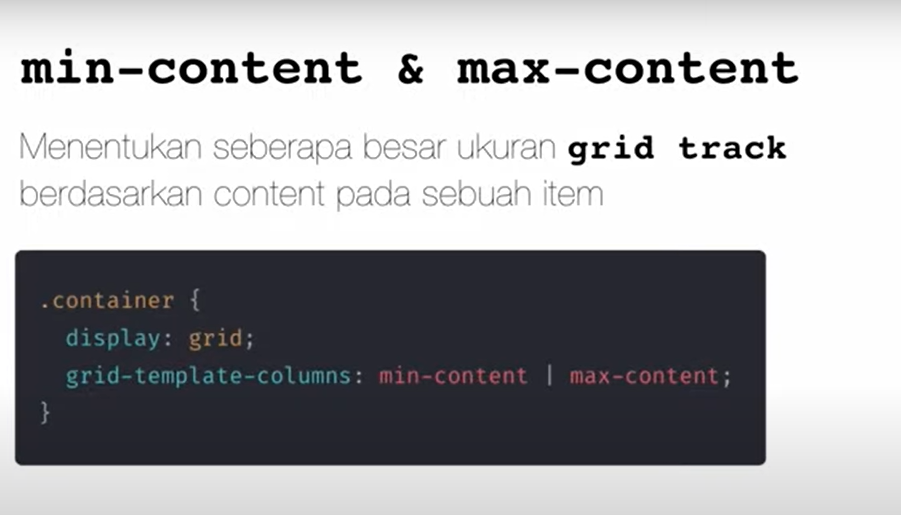 min-content & max-content
Menentukan seberapa besar ukuran grid track
berdasarkan content pada sebuah item
.container {
display: grid;
grid-template-columns: min-content | max-content;
}